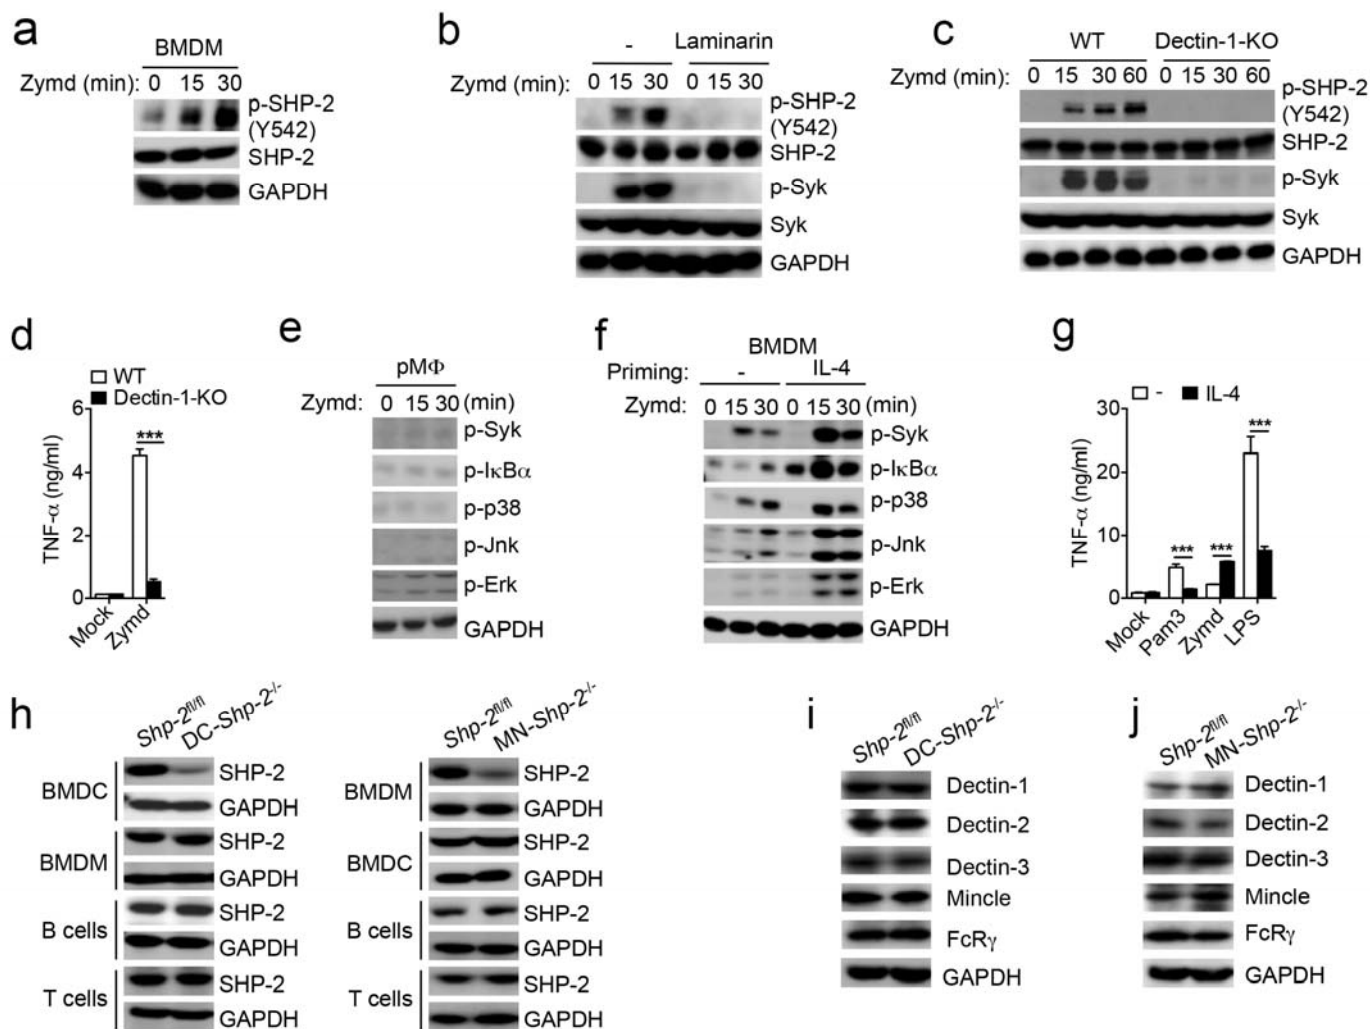 a
BMDM
Zymd (min): 0 15 30
p-SHP-2
(Y542)
SHP-2
GAPDH
b
- Laminarin
Zymd (min): 0 15 30 0 15 30
p-SHP-2
(Y542)
SHP-2
p-Syk
Syk
GAPDH
c
WT Dectin-1-KO
Zymd (min): 0 15 30 60 0 15 30 60
p-SHP-2
(Y542)
SHP-2
p-Syk
Syk
GAPDH
d
WT
Dectin-1-KO
TNF-α (ng/ml)
6
4
2
0
***
Mock
Zymd
e
pMΦ
Zymd: 0 15 30 (min)
p-Syk
p-IκBα
p-p38
p-Jnk
p-Erk
GAPDH
f
BMDM
Priming: - IL-4
Zymd: 0 15 30 0 15 30 (min)
p-Syk
p-IκBα
p-p38
p-Jnk
p-Erk
GAPDH
g
- IL-4
TNF-α (ng/ml)
30
20
10
0
***
***
***
Mock
Pam3
Zymd
LPS
h
Shp-2fl/fl
DC-Shp-2-/-
BMDC
SHP-2
GAPDH
BMDM
SHP-2
GAPDH
B cells
SHP-2
GAPDH
T cells
SHP-2
GAPDH
Shp-2fl/fl
MN-Shp-2-/-
BMDM
SHP-2
GAPDH
BMDC
SHP-2
GAPDH
B cells
SHP-2
GAPDH
T cells
SHP-2
GAPDH
i
Shp-2fl/fl
DC-Shp-2-/-
Dectin-1
Dectin-2
Dectin-3
Mincle
FcRγ
GAPDH
j
Shp-2fl/fl
MN-Shp-2-/-
Dectin-1
Dectin-2
Dectin-3
Mincle
FcRγ
GAPDH